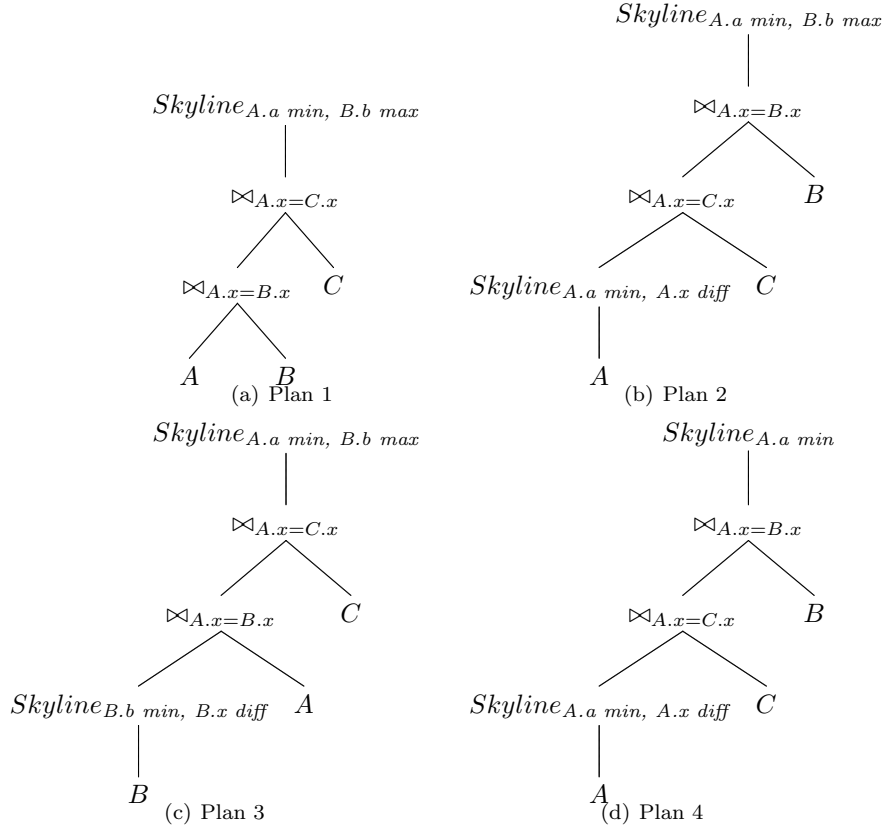 Skyline_{A.a min, B.b max}
⋈_{A.x=C.x}
⋈_{A.x=B.x}
C
A
B
(a) Plan 1
Skyline_{A.a min, B.b max}
⋈_{A.x=B.x}
⋈_{A.x=C.x}
B
Skyline_{A.a min, A.x diff}
C
A
(b) Plan 2
Skyline_{A.a min, B.b max}
⋈_{A.x=C.x}
⋈_{A.x=B.x}
C
Skyline_{B.b min, B.x diff}
A
B
(c) Plan 3
Skyline_{A.a min}
⋈_{A.x=B.x}
⋈_{A.x=C.x}
B
Skyline_{A.a min, A.x diff}
C
A
(d) Plan 4